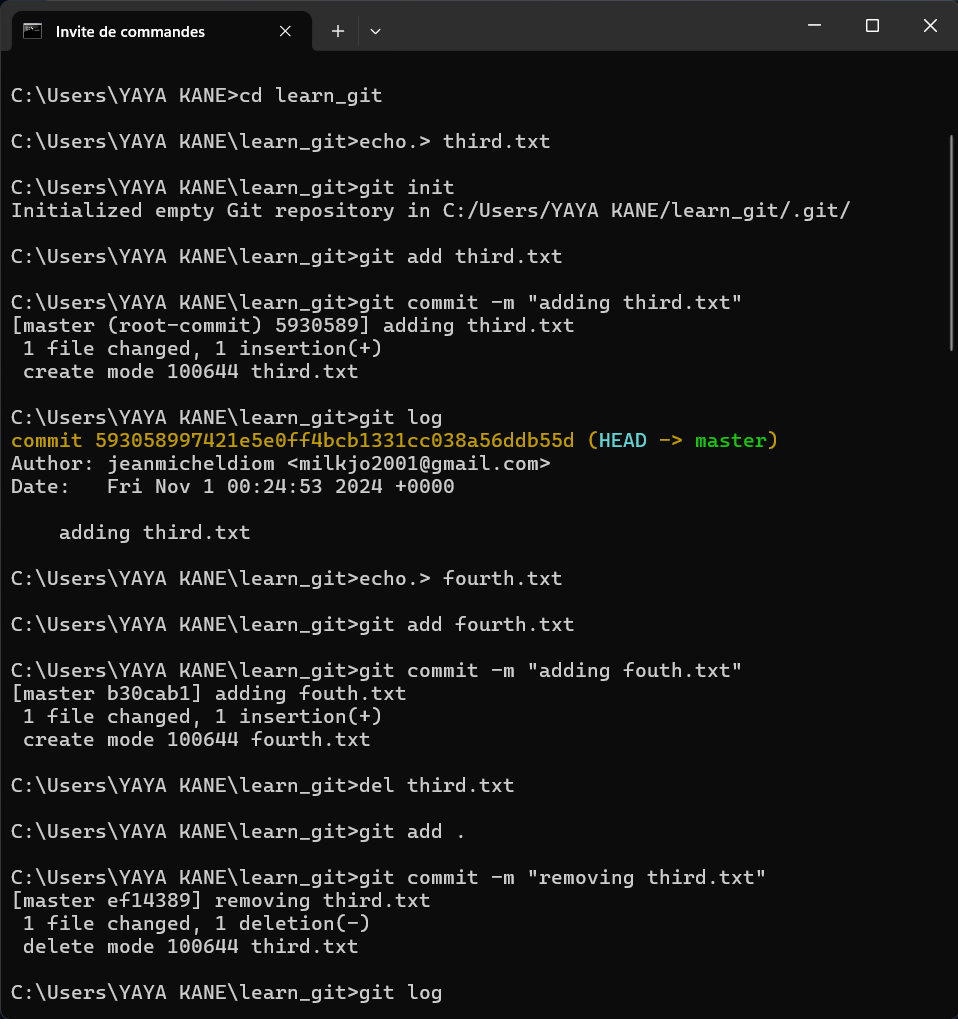 Invite de commandes
C:\Users\YAYA KANE>cd learn_git
C:\Users\YAYA KANE\learn_git>echo.> third.txt
C:\Users\YAYA KANE\learn_git>git init
Initialized empty Git repository in C:/Users/YAYA KANE/learn_git/.git/
C:\Users\YAYA KANE\learn_git>git add third.txt
C:\Users\YAYA KANE\learn_git>git commit -m "adding third.txt"
[master (root-commit) 5930589] adding third.txt
 1 file changed, 1 insertion(+)
 create mode 100644 third.txt
C:\Users\YAYA KANE\learn_git>git log
commit 593058997421e5e0ff4bcb1331cc038a56ddb55d (HEAD -> master)
Author: jeanmicheldiom <milkjo2001@gmail.com>
Date:   Fri Nov 1 00:24:53 2024 +0000
    adding third.txt
C:\Users\YAYA KANE\learn_git>echo.> fourth.txt
C:\Users\YAYA KANE\learn_git>git add fourth.txt
C:\Users\YAYA KANE\learn_git>git commit -m "adding fouth.txt"
[master b30cab1] adding fouth.txt
 1 file changed, 1 insertion(+)
 create mode 100644 fourth.txt
C:\Users\YAYA KANE\learn_git>del third.txt
C:\Users\YAYA KANE\learn_git>git add .
C:\Users\YAYA KANE\learn_git>git commit -m "removing third.txt"
[master ef14389] removing third.txt
 1 file changed, 1 deletion(-)
 delete mode 100644 third.txt
C:\Users\YAYA KANE\learn_git>git log